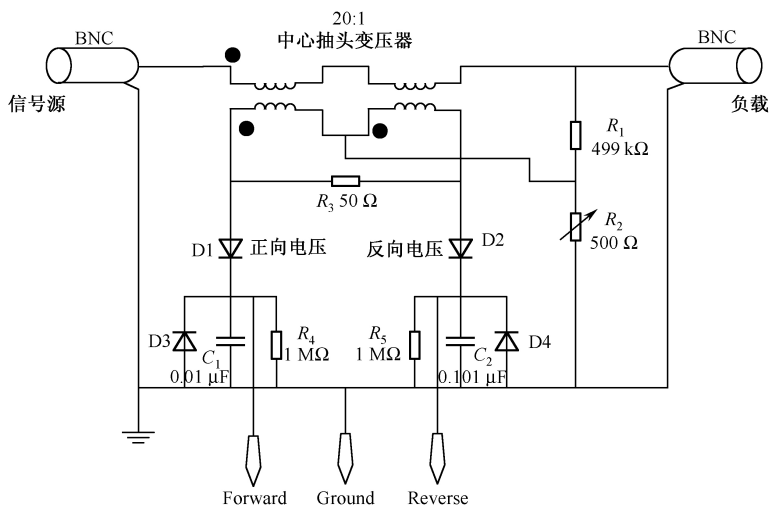 20:1
中心抽头变压器
BNC
BNC
信号源
负载
R1
499 kΩ
R3 50 Ω
R2
500 Ω
D1
正向电压
反向电压
D2
D3
C1
0.01 μF
R4
1 MΩ
R5
1 MΩ
C2
0.101 μF
D4
Forward
Ground
Reverse